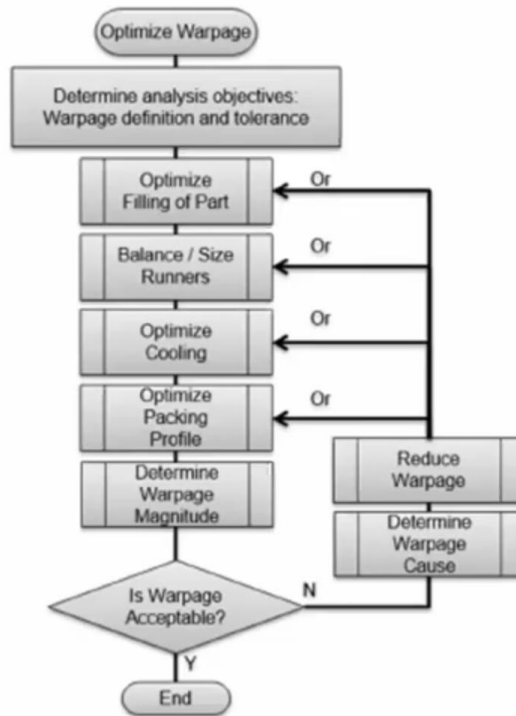 Optimize Warpage
Determine analysis objectives:
Warpage definition and tolerance
Optimize
Filling of Part
Or
Balance / Size
Runners
Or
Optimize
Cooling
Or
Optimize
Packing
Profile
Or
Determine
Warpage
Magnitude
Reduce
Warpage
Determine
Warpage
Cause
Is Warpage
Acceptable?
N
Y
End